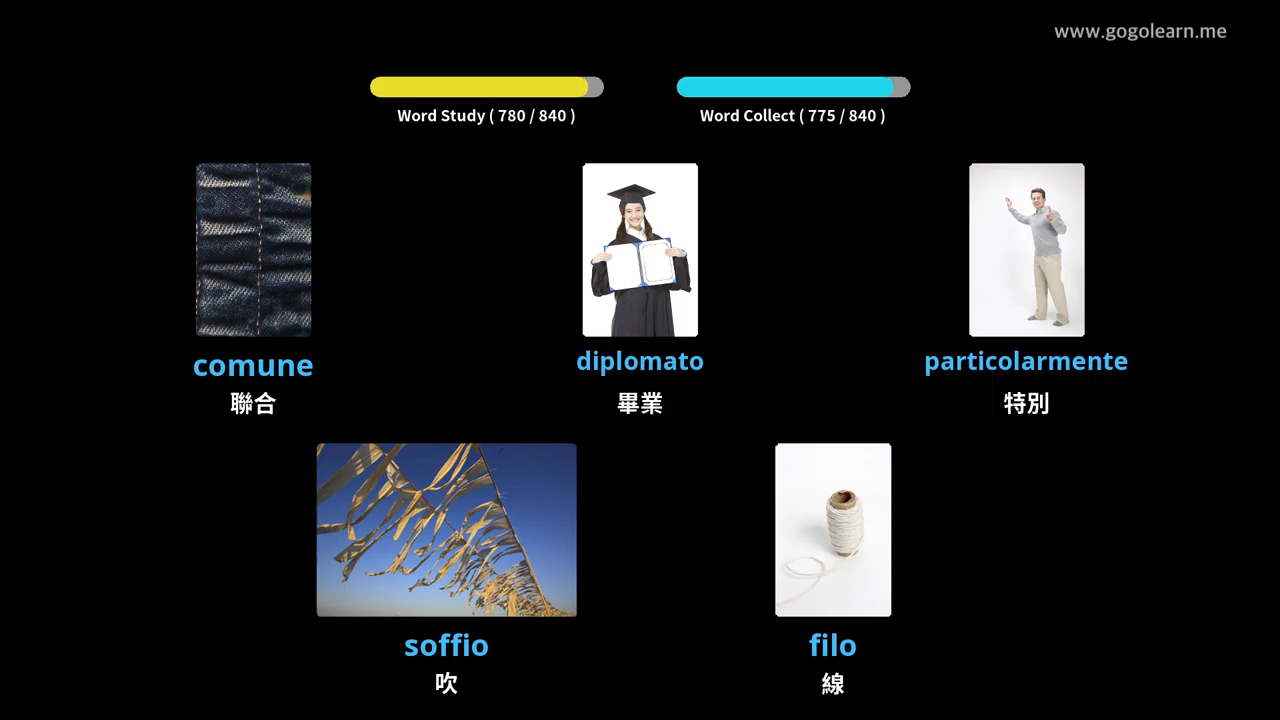 www.gogolearn.me
Word Study ( 780 / 840 )
Word Collect ( 775 / 840 )
comune
diplomato
particolarmente
聯合
畢業
特別
soffio
filo
吹
線